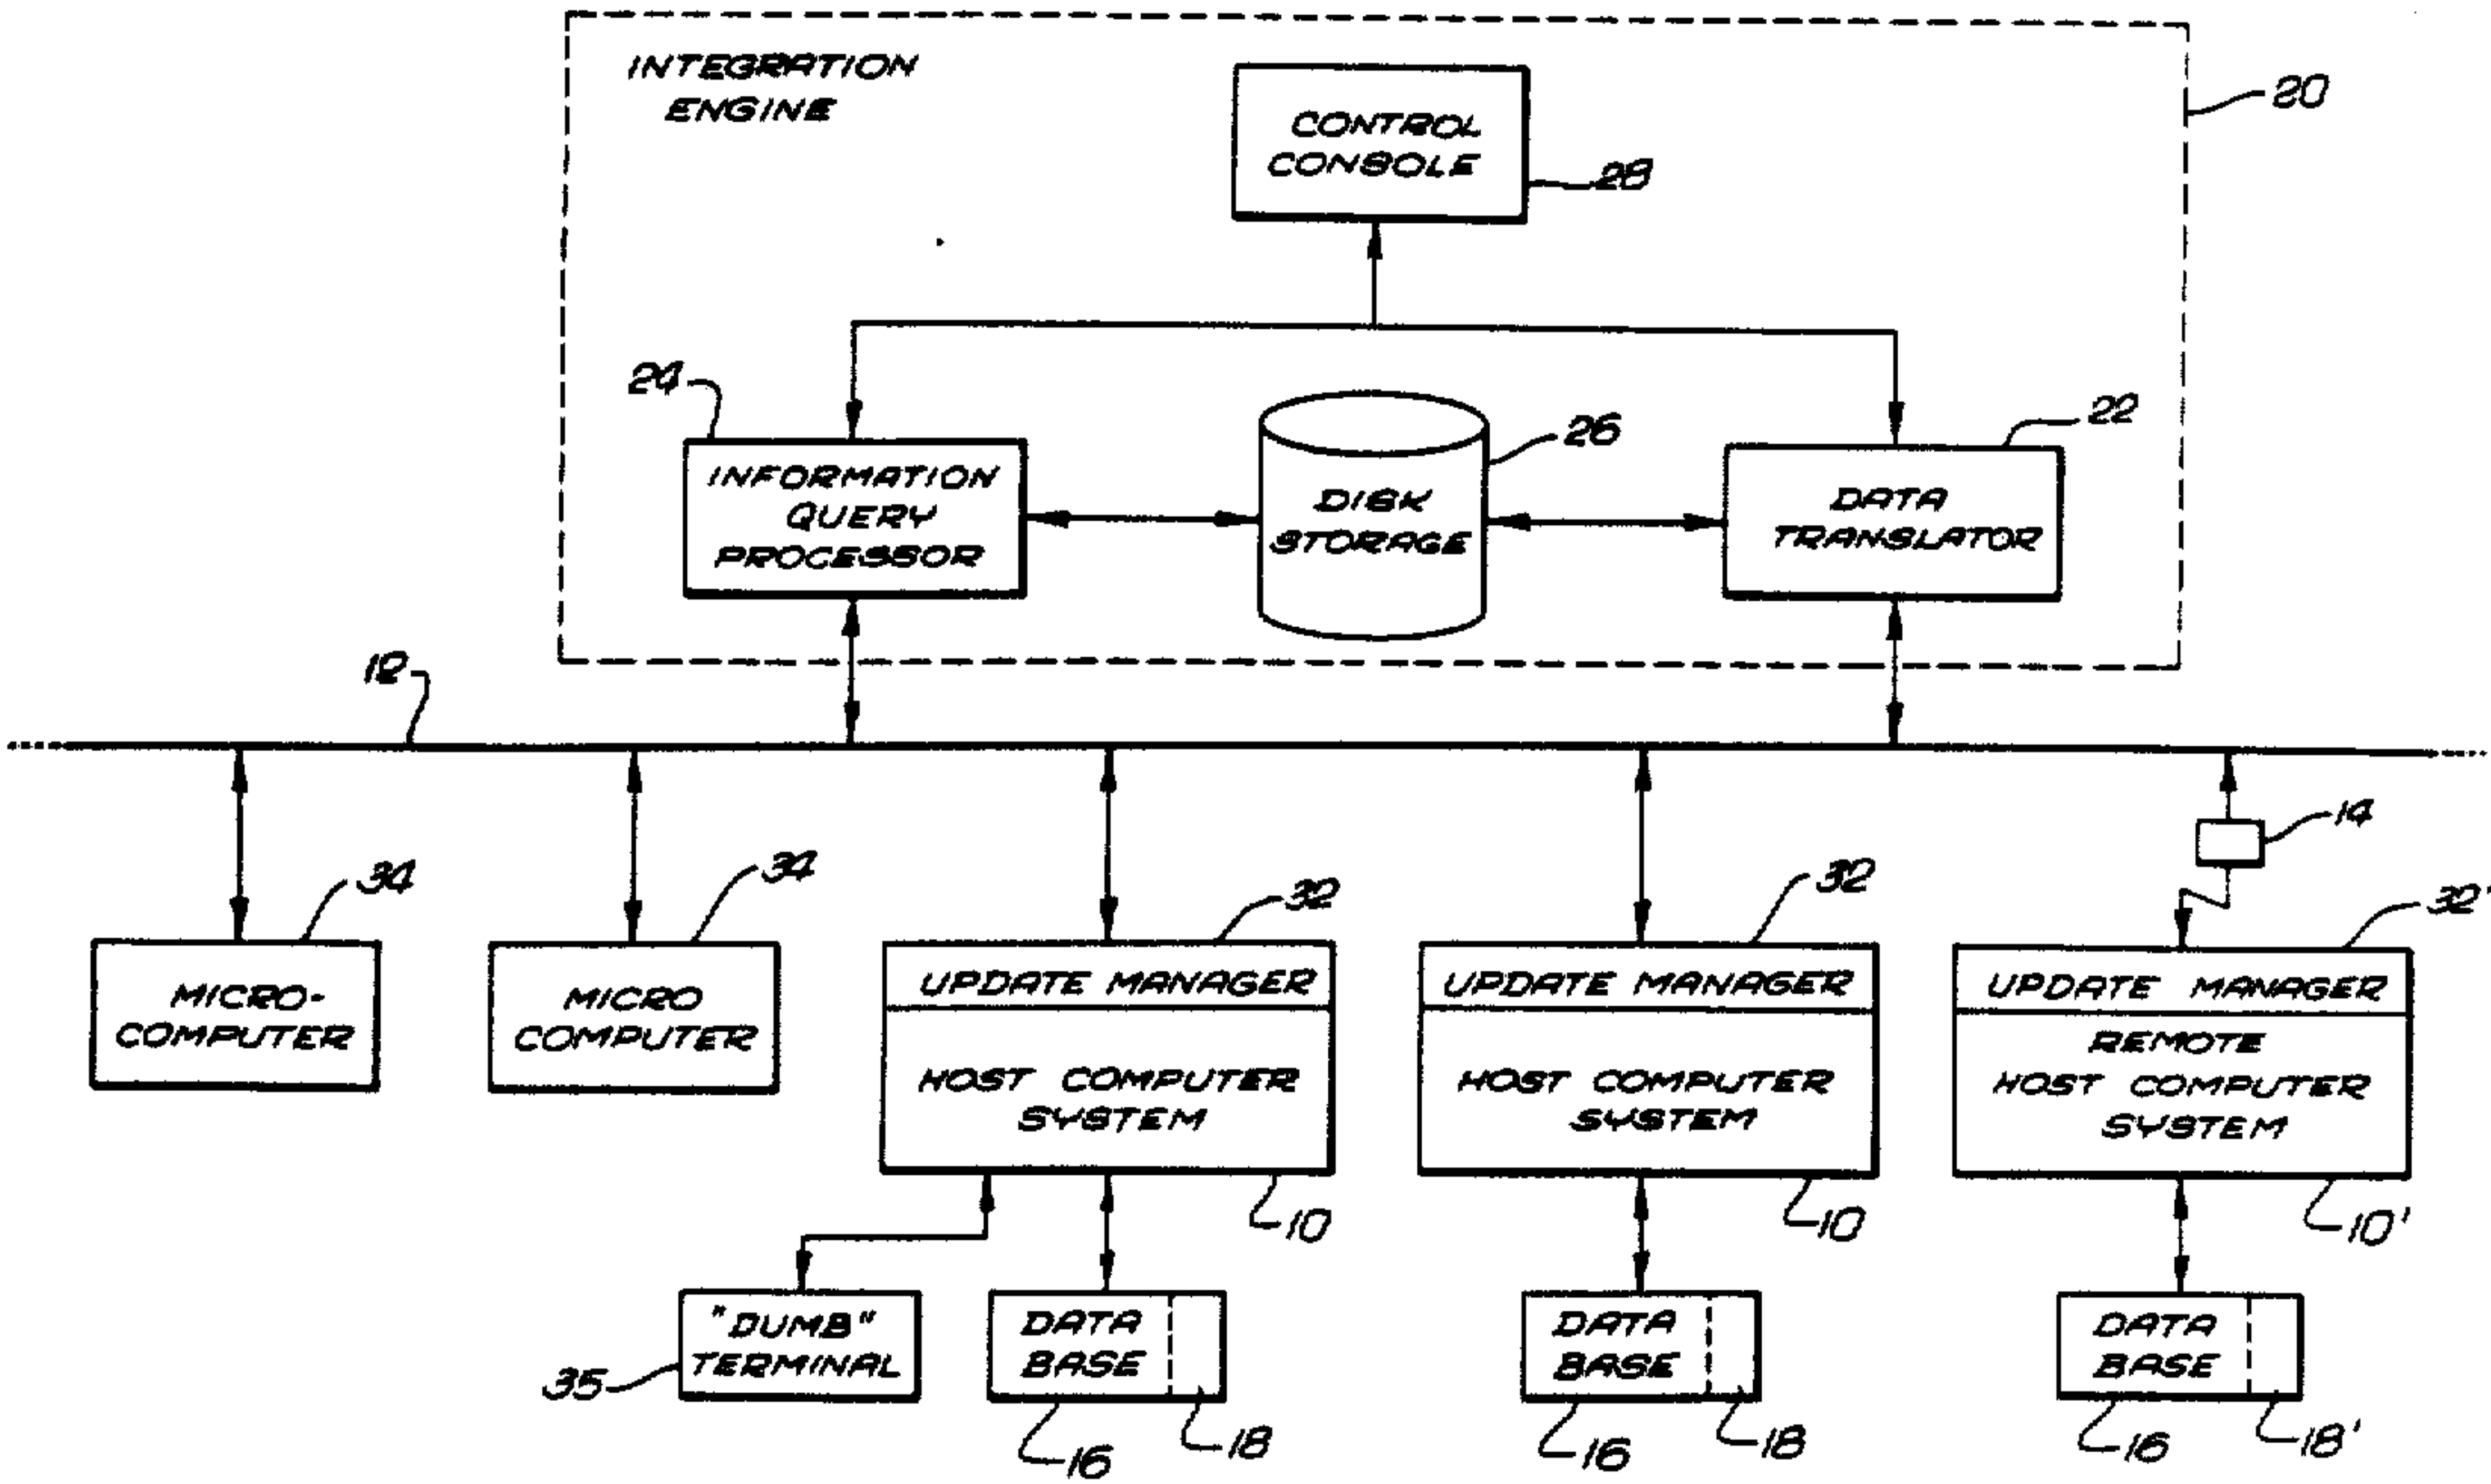 INTEGRATION
ENGINE
20
CONTROL
CONSOLE
28
24
INFORMATION
QUERY
PROCESSOR
26
DISK
STORAGE
22
DATA
TRANSLATOR
12
14
34
MICRO-
COMPUTER
34
MICRO
COMPUTER
32
UPDATE MANAGER
HOST COMPUTER
SYSTEM
10
32
UPDATE MANAGER
HOST COMPUTER
SYSTEM
10
32'
UPDATE MANAGER
REMOTE
HOST COMPUTER
SYSTEM
10'
"DUMB"
TERMINAL
35
DATA
BASE
16
18
DATA
BASE
16
18
DATA
BASE
16
18'